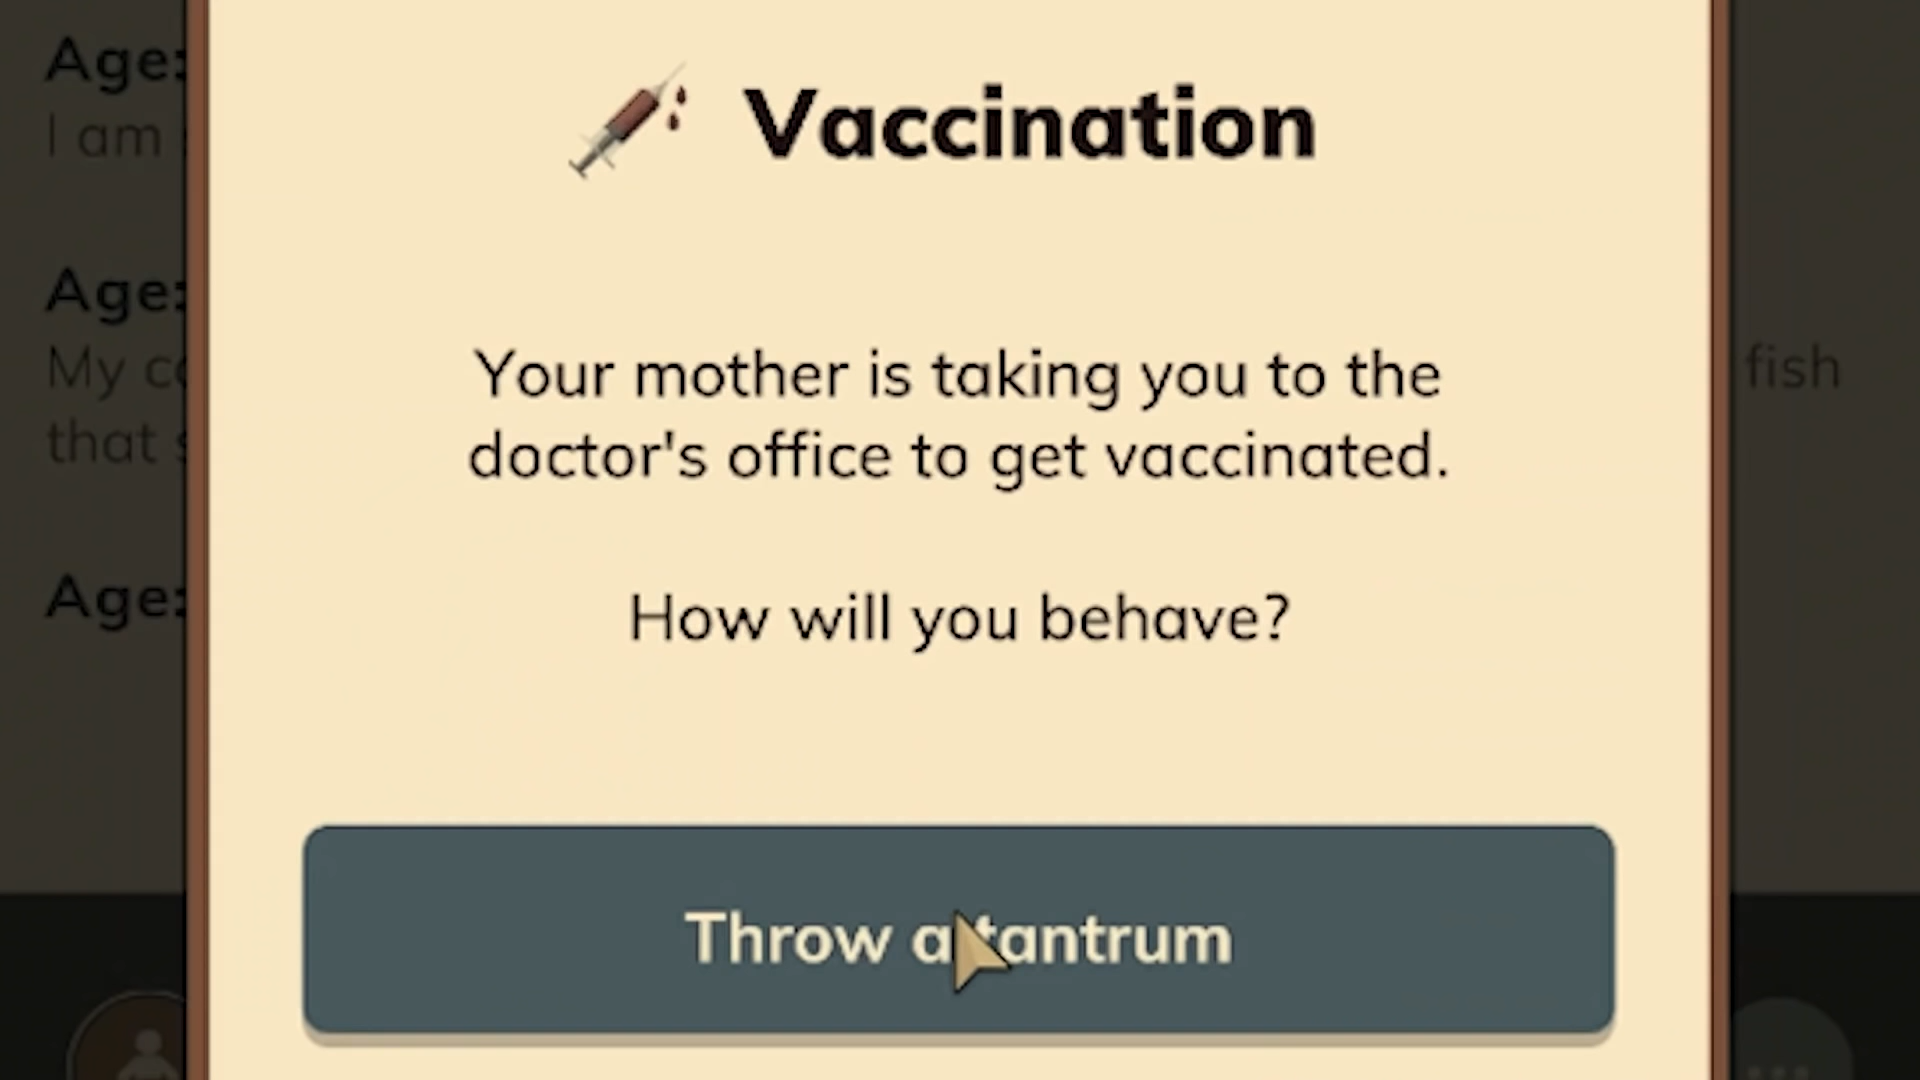 Age:
I am
Age:
My
fish
that
Age:
Vaccination
Your mother is taking you to the
doctor's office to get vaccinated.
How will you behave?
Throw a tantrum